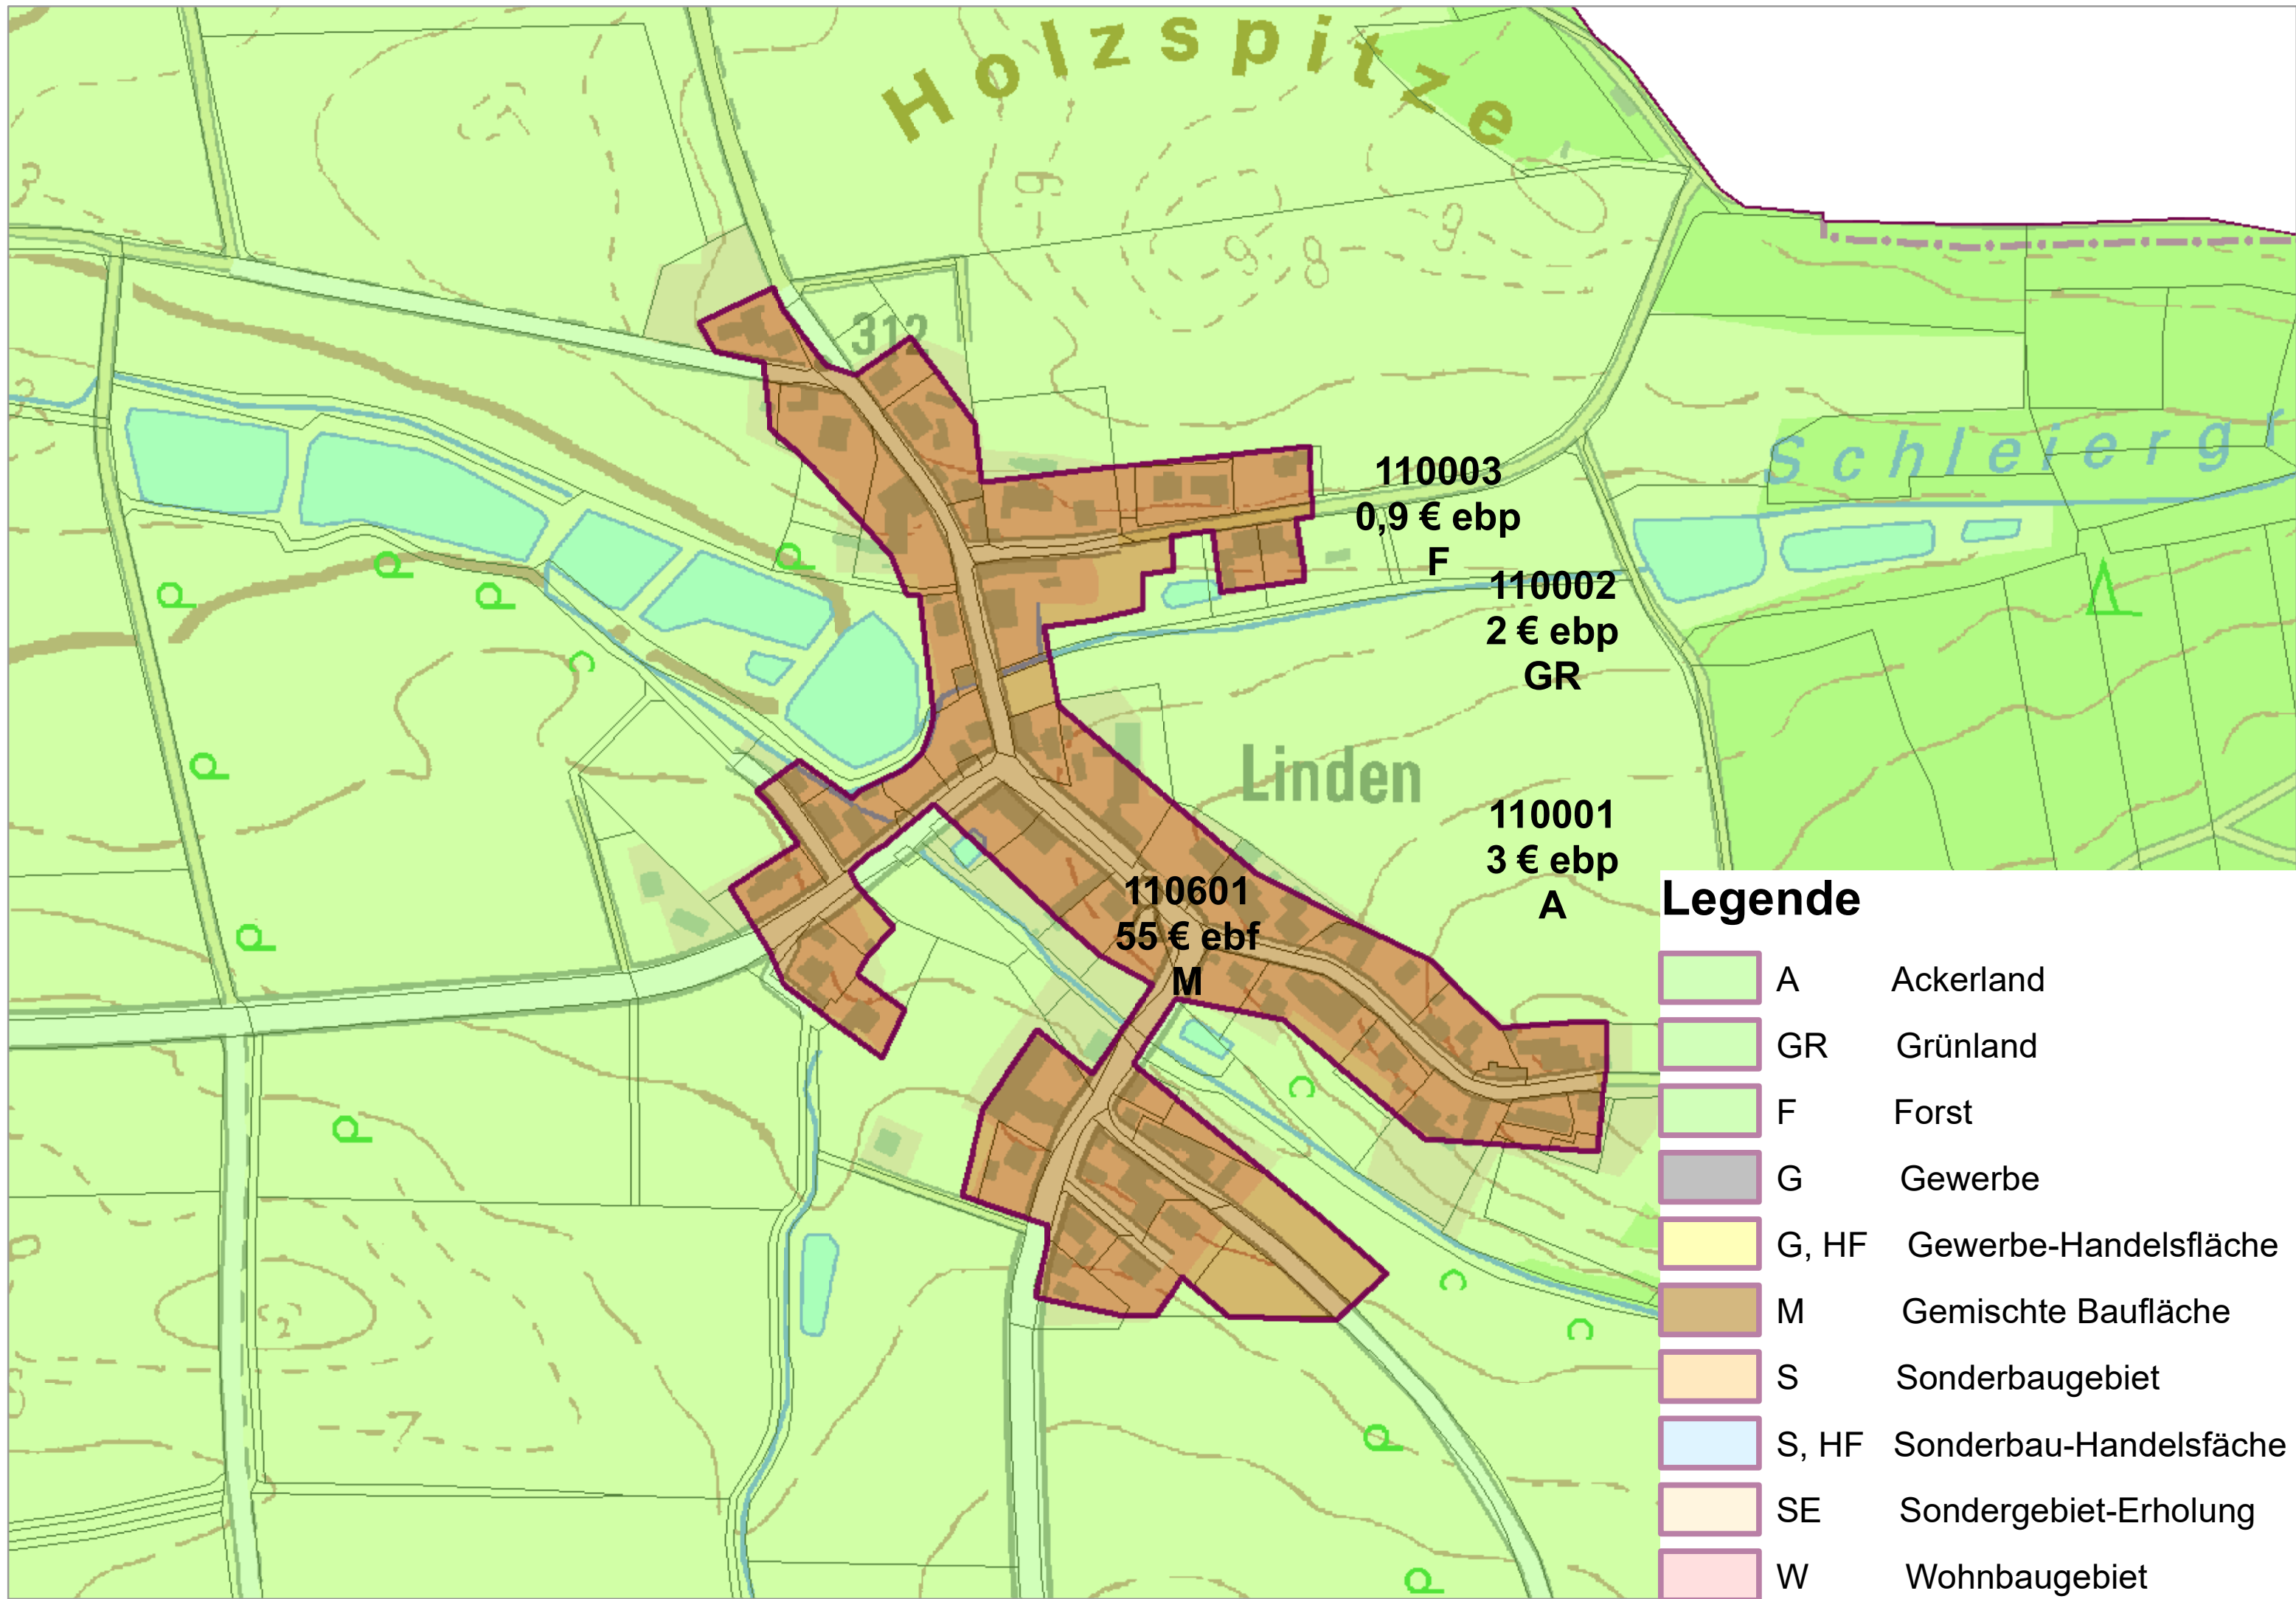 Holzspitze
312
110003
0,9 € ebp
F
110002
2 € ebp
GR
Schleiergr
Linden
110001
3 € ebp
A
110601
55 € ebf
M
Legende
A Ackerland
GR Grünland
F Forst
G Gewerbe
G, HF Gewerbe-Handelsfläche
M Gemischte Baufläche
S Sonderbaugebiet
S, HF Sonderbau-Handelsfäche
SE Sondergebiet-Erholung
W Wohnbaugebiet